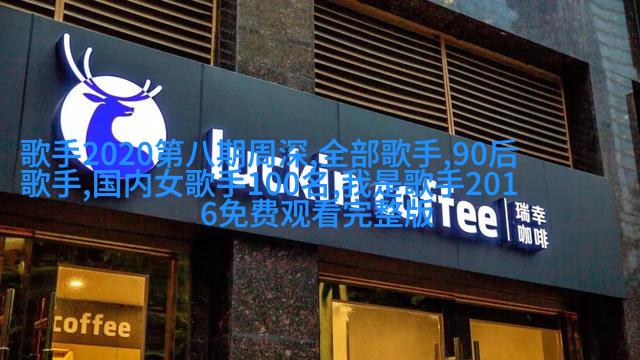 歌手2020第八期周深,全部歌手,90后
歌手,国内女歌手100名,我是歌手201
6免费观看完整版
luckin coffee
瑞幸
咖啡
coffee